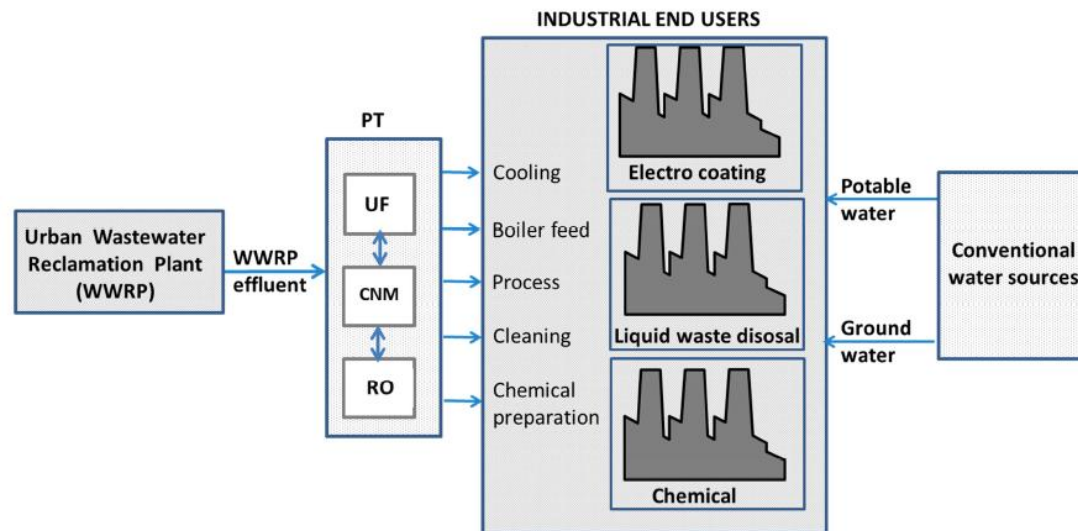 INDUSTRIAL END USERS
PT
Urban Wastewater
Reclamation Plant
(WWRP)
WWRP
effluent
UF
CNM
RO
Cooling
Boiler feed
Process
Cleaning
Chemical
preparation
Electro coating
Liquid waste disosal
Chemical
Potable
water
Ground
water
Conventional
water sources